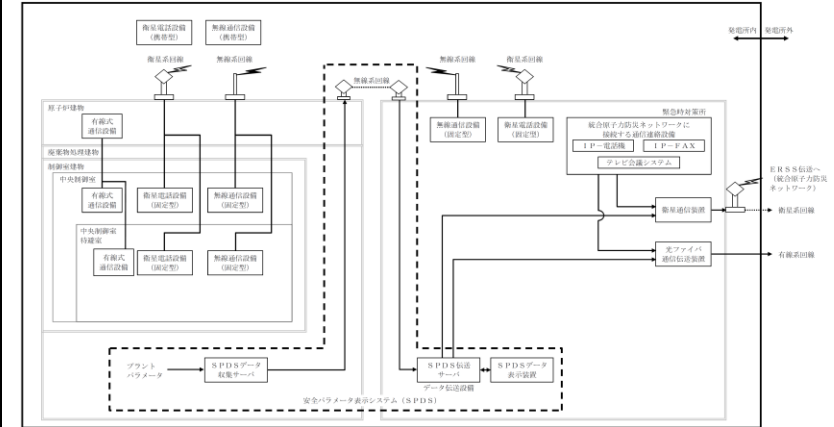 衛星電話設備
（携帯型）
無線通信設備
（携帯型）
発電所内
発電所外
衛星系回線
無線系回線
無線系回線
無線系回線
衛星系回線
原子炉建物
有線式
通信設備
廃棄物処理建物
制御室建物
中央制御室
有線式
通信設備
衛星電話設備
（固定型）
無線通信設備
（固定型）
中央制御室
待避室
有線式
通信設備
衛星電話設備
（固定型）
無線通信設備
（固定型）
無線通信設備
（固定型）
衛星電話設備
（固定型）
緊急時対策所
統合原子力防災ネットワークに
接続する通信連絡設備
ＩＰ－電話機
ＩＰ－ＦＡＸ
テレビ会議システム
衛星通信装置
光ファイバ
通信伝送装置
ＥＲＳＳ伝送へ
（統合原子力防災
ネットワーク）
衛星系回線
有線系回線
プラント
パラメータ
ＳＰＤＳデータ
収集サーバ
ＳＰＤＳ伝送
サーバ
ＳＰＤＳデータ
表示装置
データ伝送設備
安全パラメータ表示システム（ＳＰＤＳ）